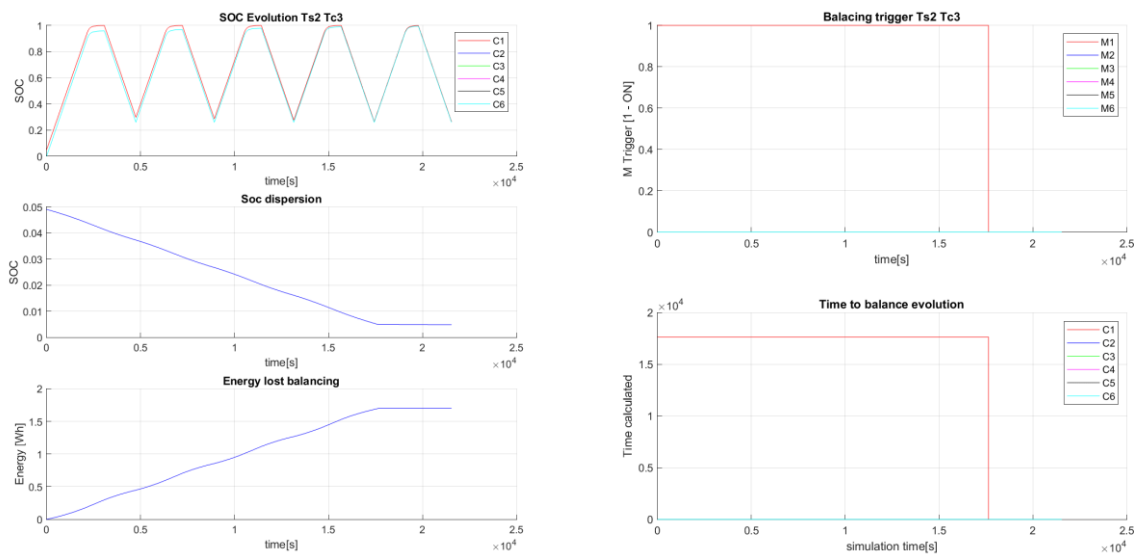 SOC Evolution Ts2 Tc3
1
0.8
0.6
0.4
0.2
0
SOC
C1
C2
C3
C4
C5
C6
0 0.5 1 1.5 2 2.5
time[s]
×10⁴
Soc dispersion
0.05
0.04
0.03
0.02
0.01
0
SOC
0 0.5 1 1.5 2 2.5
time[s]
×10⁴
Energy lost balancing
2
1.5
1
0.5
0
Energy [Wh]
0 0.5 1 1.5 2 2.5
time[s]
×10⁴
Balacing trigger Ts2 Tc3
1
0.8
0.6
0.4
0.2
0
M Trigger [1 - ON]
M1
M2
M3
M4
M5
M6
0 0.5 1 1.5 2 2.5
time[s]
×10⁴
Time to balance evolution
×10⁴
2
1.5
1
0.5
0
Time calculated
C1
C2
C3
C4
C5
C6
0 0.5 1 1.5 2 2.5
simulation time[s]
×10⁴